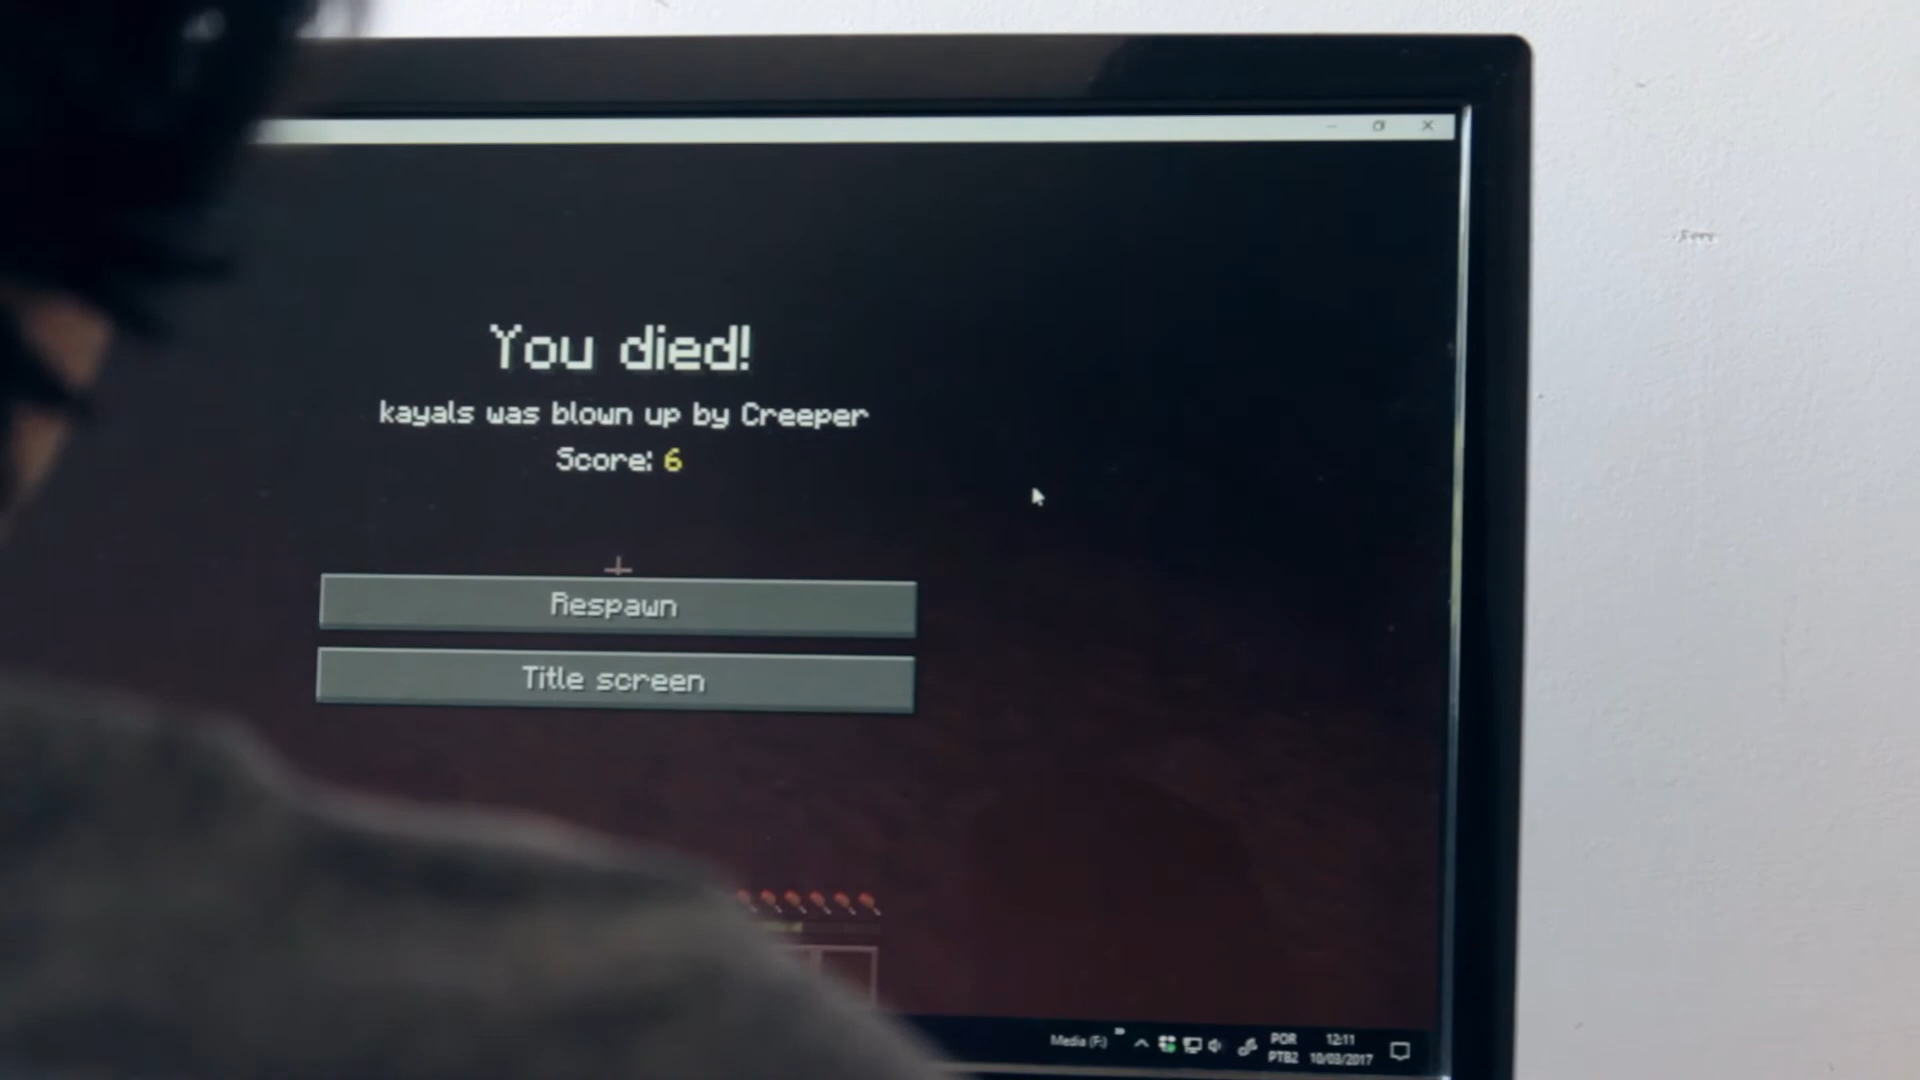 You died!
kayals was blown up by Creeper
Score: 6
Respawn
Title screen
Media (F:)
POR
PTB2
12:11
10/03/2017